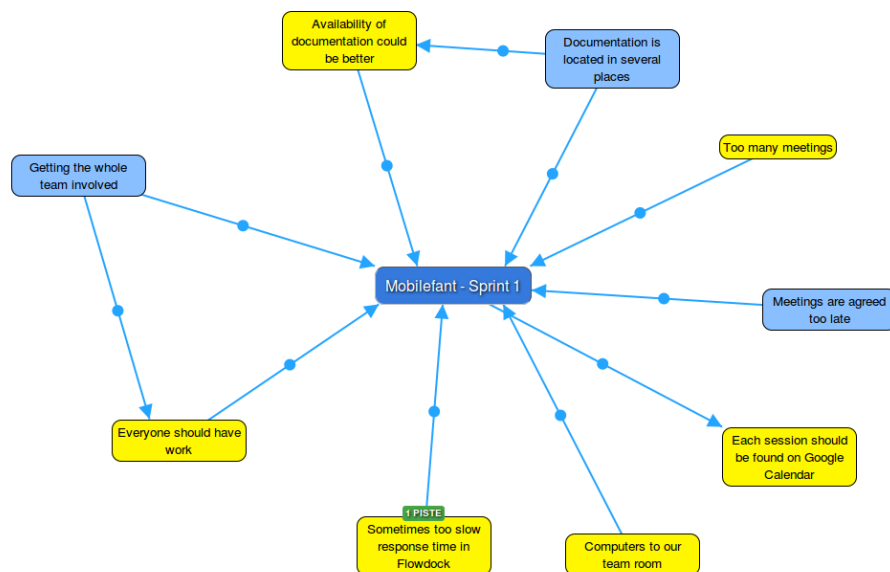 Availability of
documentation could
be better
Documentation is
located in several
places
Too many meetings
Getting the whole
team involved
Mobilefant - Sprint 1
Meetings are agreed
too late
Everyone should have
work
Each session should
be found on Google
Calendar
1 PISTE
Sometimes too slow
response time in
Flowdock
Computers to our
team room